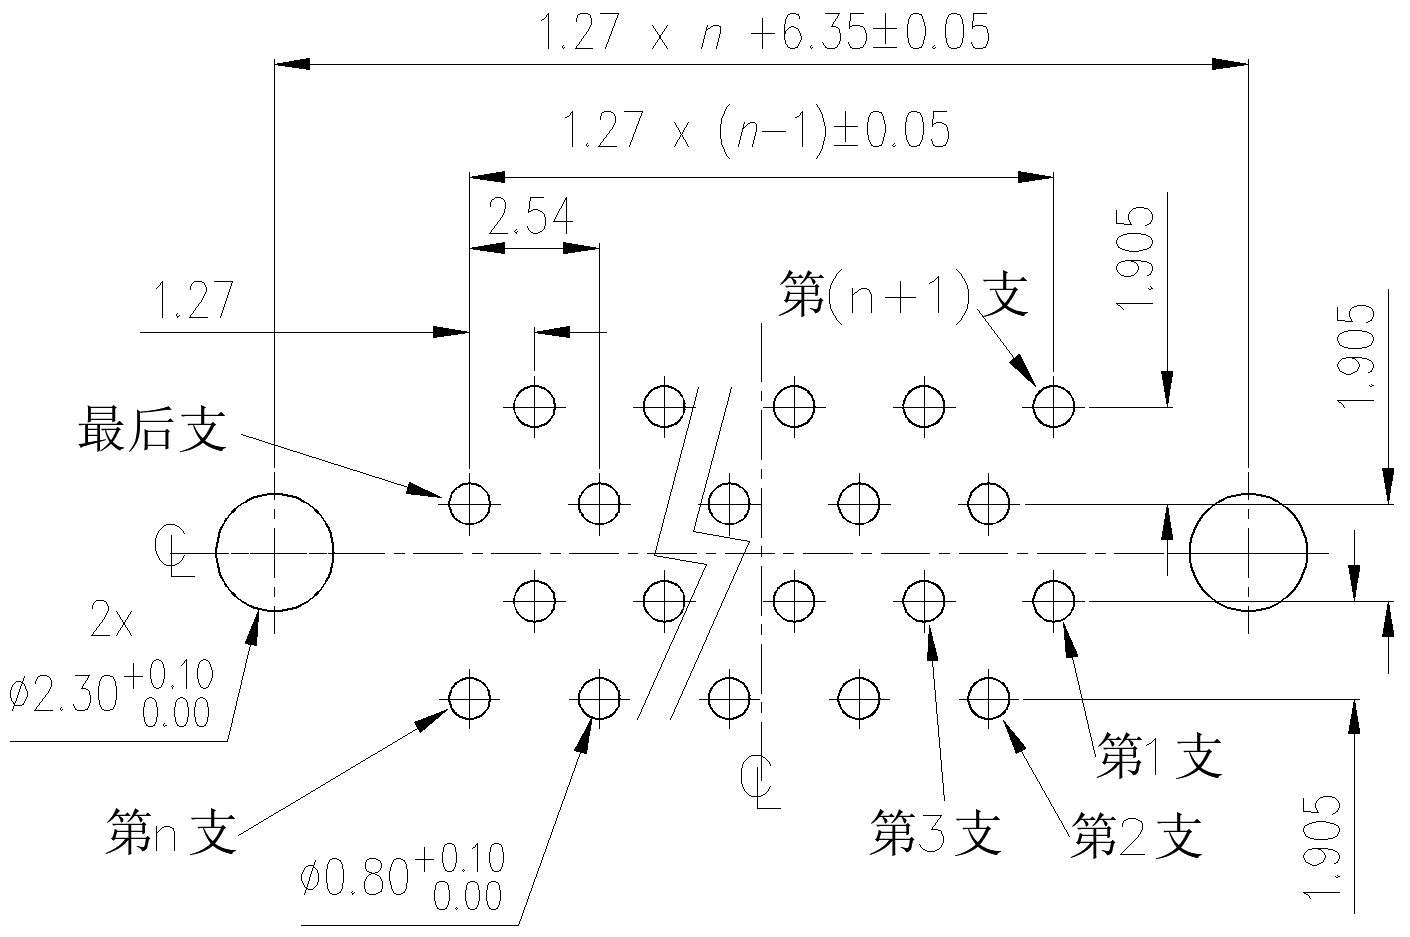 1.27 x n +6.35±0.05
1.27 x (n-1)±0.05
2.54
1.905
1.27
第(n+1)支
1.905
最后支
℄
2x
⌀2.30+0.10
0.00
第1支
℄
第n支
第3支
第2支
1.905
⌀0.80+0.10
0.00